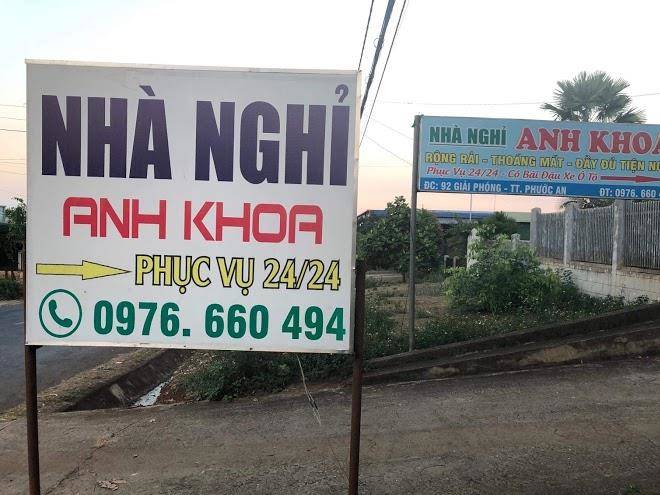 NHÀ NGHỈ
ANH KHOA
PHỤC VỤ 24/24
0976. 660 494
NHÀ NGHỈ ANH KHOA
RỘNG RÃI - THOÁNG MÁT - ĐẦY ĐỦ TIỆN
Phục Vụ 24/24 - Có Bãi Đậu Xe Ô Tô
ĐC: 92 GIẢI PHÓNG - TT. PHƯỚC AN ĐT: 0976. 660